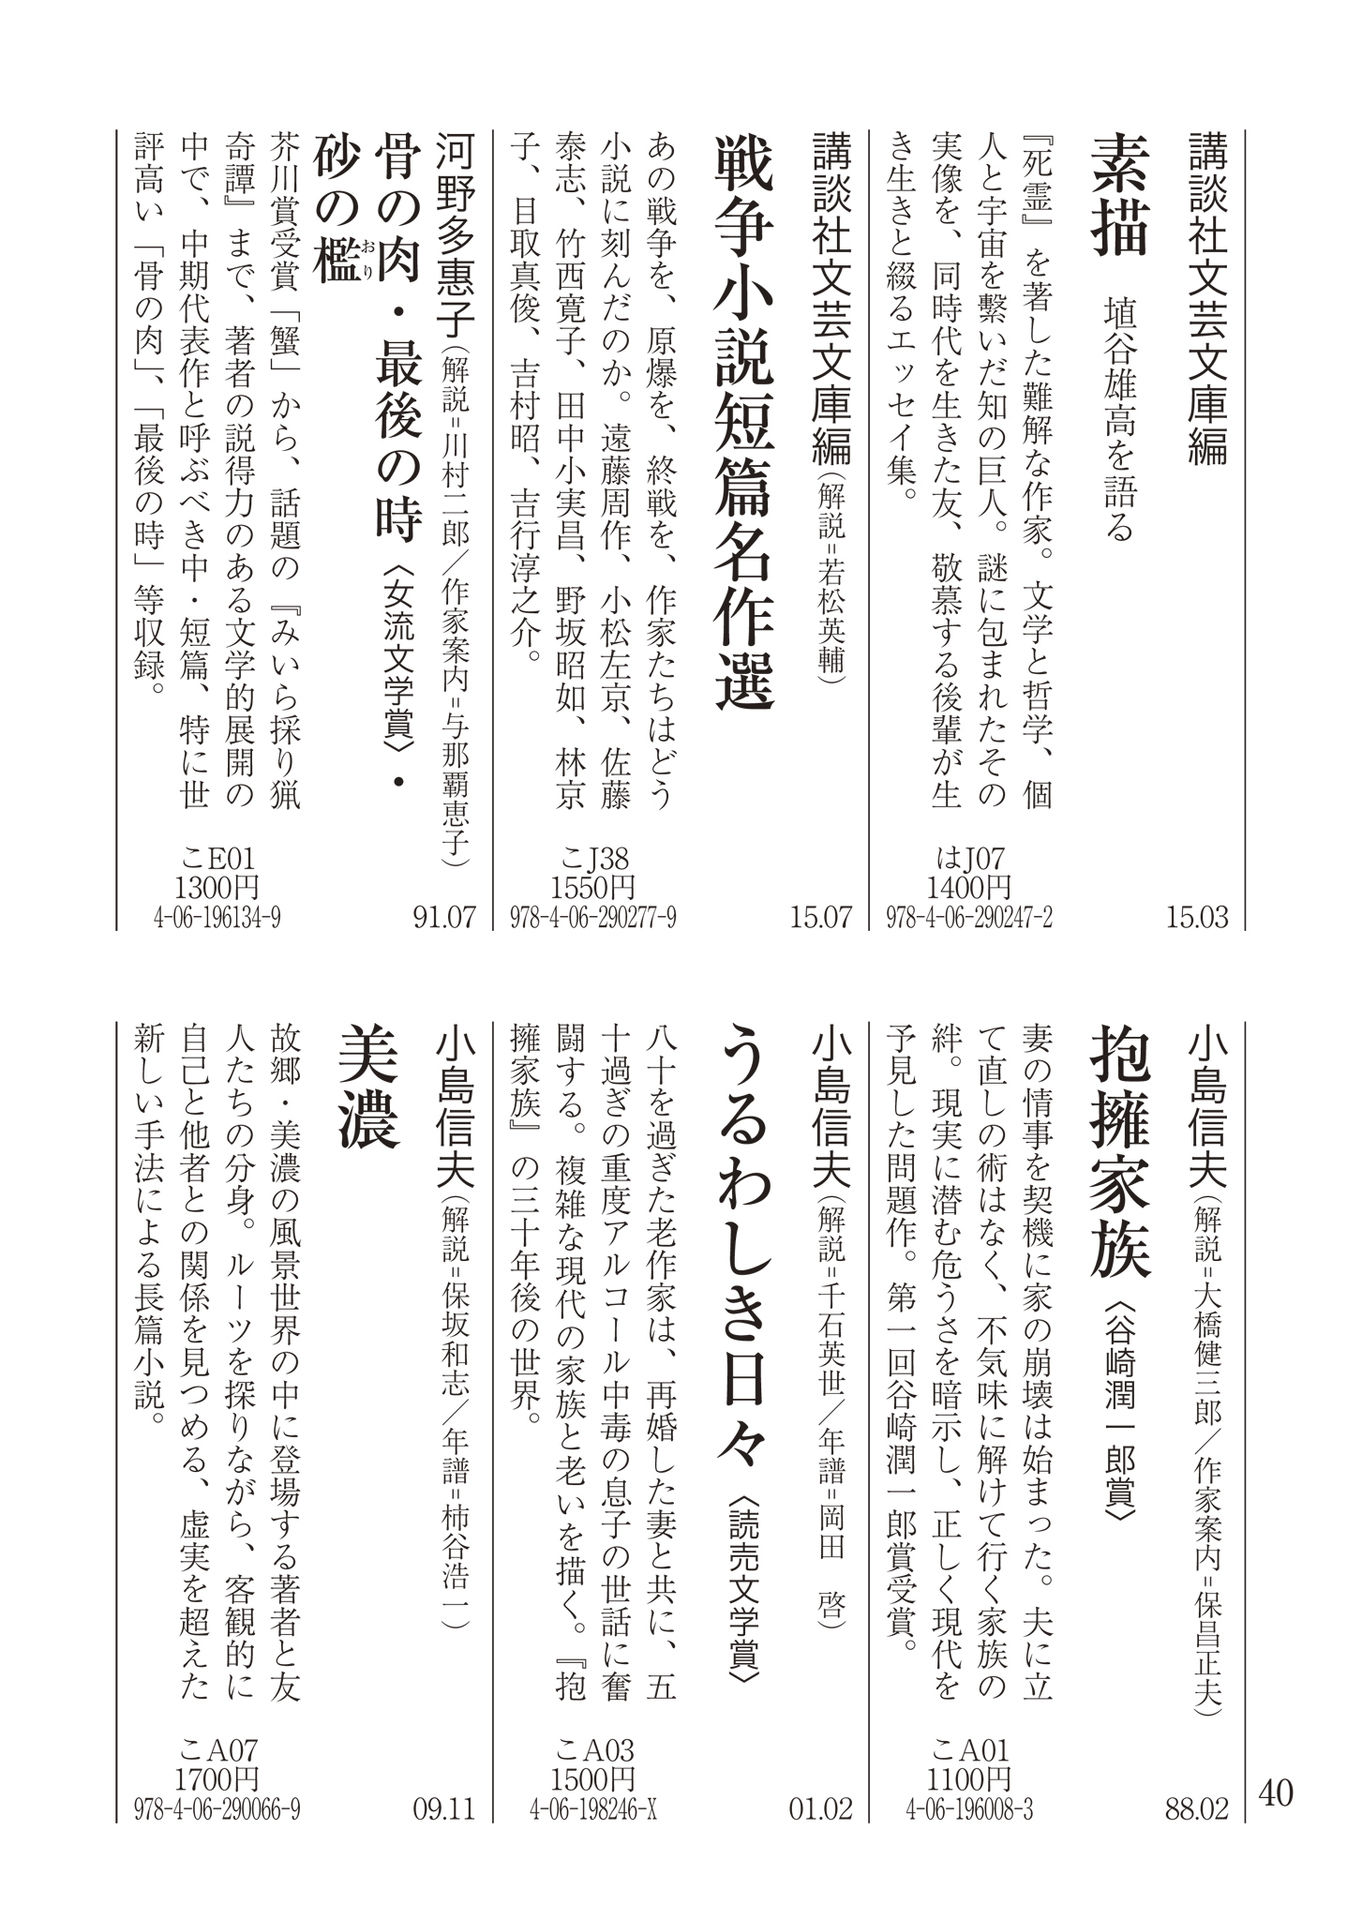 講談社文芸文庫編
素描 埴谷雄高を語る
『死霊』を著した難解な作家。文学と哲学、個
人と宇宙を繋いだ知の巨人。謎に包まれたその
実像を、同時代を生きた友、敬慕する後輩が生
き生きと綴るエッセイ集。
はJ07
1400円
978-4-06-290247-2
15.03
講談社文芸文庫編(解説=若松英輔)
戦争小説短篇名作選
あの戦争を、原爆を、終戦を、作家たちはどう
小説に刻んだのか。遠藤周作、小松左京、佐藤
泰志、竹西寛子、田中小実昌、野坂昭如、林京
子、目取真俊、吉村昭、吉行淳之介。
こJ38
1550円
978-4-06-290277-9
15.07
河野多惠子(解説=川村二郎/作家案内=与那覇恵子)
骨の肉・最後の時〈女流文学賞〉・
砂の檻
おり
芥川賞受賞「蟹」から、話題の『みいら採り猟
奇譚』まで、著者の説得力のある文学的展開の
中で、中期代表作と呼ぶべき中・短篇、特に世
評高い「骨の肉」、「最後の時」等収録。
こE01
1300円
4-06-196134-9
91.07
小島信夫(解説=大橋健三郎/作家案内=保昌正夫)
抱擁家族〈谷崎潤一郎賞〉
妻の情事を契機に家の崩壊は始まった。夫に立
て直しの術はなく、不気味に解けて行く家族の
絆。現実に潜む危うさを暗示し、正しく現代を
予見した問題作。第一回谷崎潤一郎賞受賞。
こA01
1100円
4-06-196008-3
88.02
小島信夫(解説=千石英世/年譜=岡田 啓)
うるわしき日々〈読売文学賞〉
八十を過ぎた老作家は、再婚した妻と共に、五
十過ぎの重度アルコール中毒の息子の世話に奮
闘する。複雑な現代の家族と老いを描く。『抱
擁家族』の三十年後の世界。
こA03
1500円
4-06-198246-X
01.02
小島信夫(解説=保坂和志/年譜=柿谷浩一)
美濃
故郷・美濃の風景世界の中に登場する著者と友
人たちの分身。ルーツを探りながら、客観的に
自己と他者との関係を見つめる、虚実を超えた
新しい手法による長篇小説。
こA07
1700円
978-4-06-290066-9
09.11
40